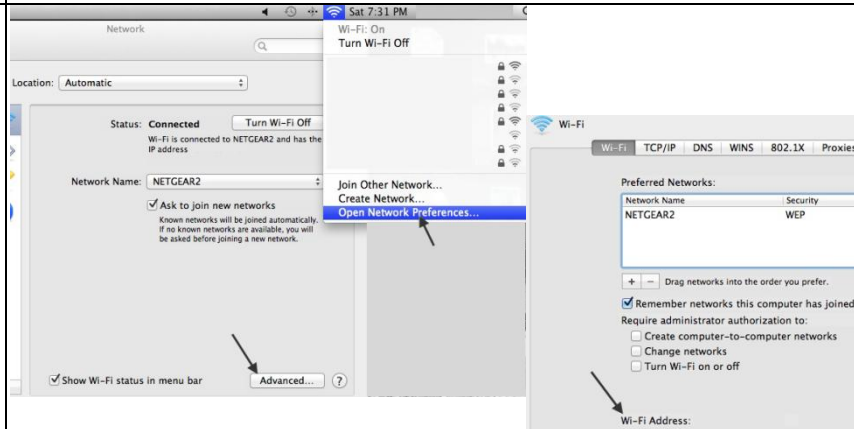 Sat 7:31 PM
Network
Location: Automatic
Status: Connected
Turn Wi-Fi Off
Wi-Fi is connected to NETGEAR2 and has the
IP address
Network Name: NETGEAR2
Ask to join new networks
Known networks will be joined automatically.
If no known networks are available, you will
be asked before joining a new network.
Show Wi-Fi status in menu bar
Advanced...
?
Wi-Fi: On
Turn Wi-Fi Off
Join Other Network...
Create Network...
Open Network Preferences...
Wi-Fi
Wi-Fi TCP/IP DNS WINS 802.1X Proxies
Preferred Networks:
Network Name Security
NETGEAR2 WEP
+ − Drag networks into the order you prefer.
Remember networks this computer has joined
Require administrator authorization to:
Create computer-to-computer networks
Change networks
Turn Wi-Fi on or off
Wi-Fi Address: